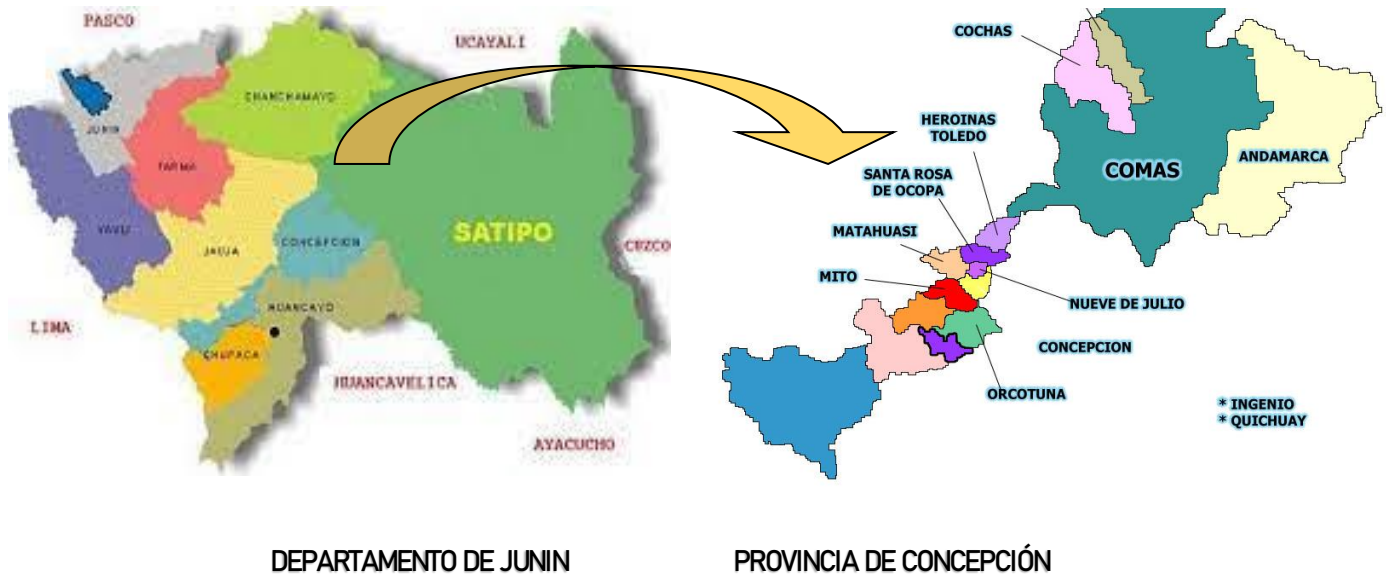 PASCO
UCAYALI
CHANCHAMAYO
JUNIN
TARMA
YAULI
JAUJA
CONCEPCION
SATIPO
CUZCO
LIMA
HUANCAYO
CHUPACA
HUANCAVELICA
AYACUCHO
COCHAS
HEROINAS
TOLEDO
COMAS
ANDAMARCA
SANTA ROSA
DE OCOPA
MATAHUASI
MITO
NUEVE DE JULIO
CONCEPCION
ORCOTUNA
* INGENIO
* QUICHUAY
DEPARTAMENTO DE JUNIN
PROVINCIA DE CONCEPCIÓN